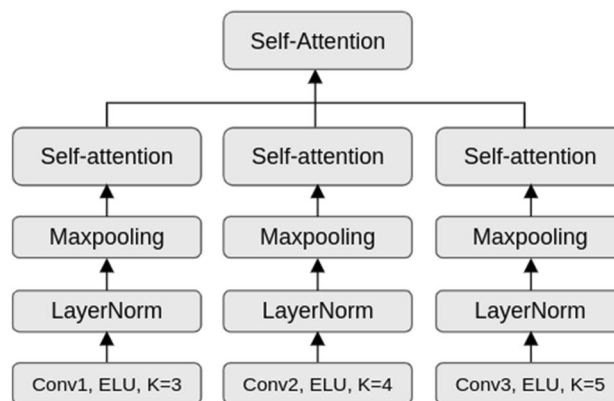 Self-Attention
Self-attention Self-attention Self-attention
Maxpooling Maxpooling Maxpooling
LayerNorm LayerNorm LayerNorm
Conv1, ELU, K=3 Conv2, ELU, K=4 Conv3, ELU, K=5